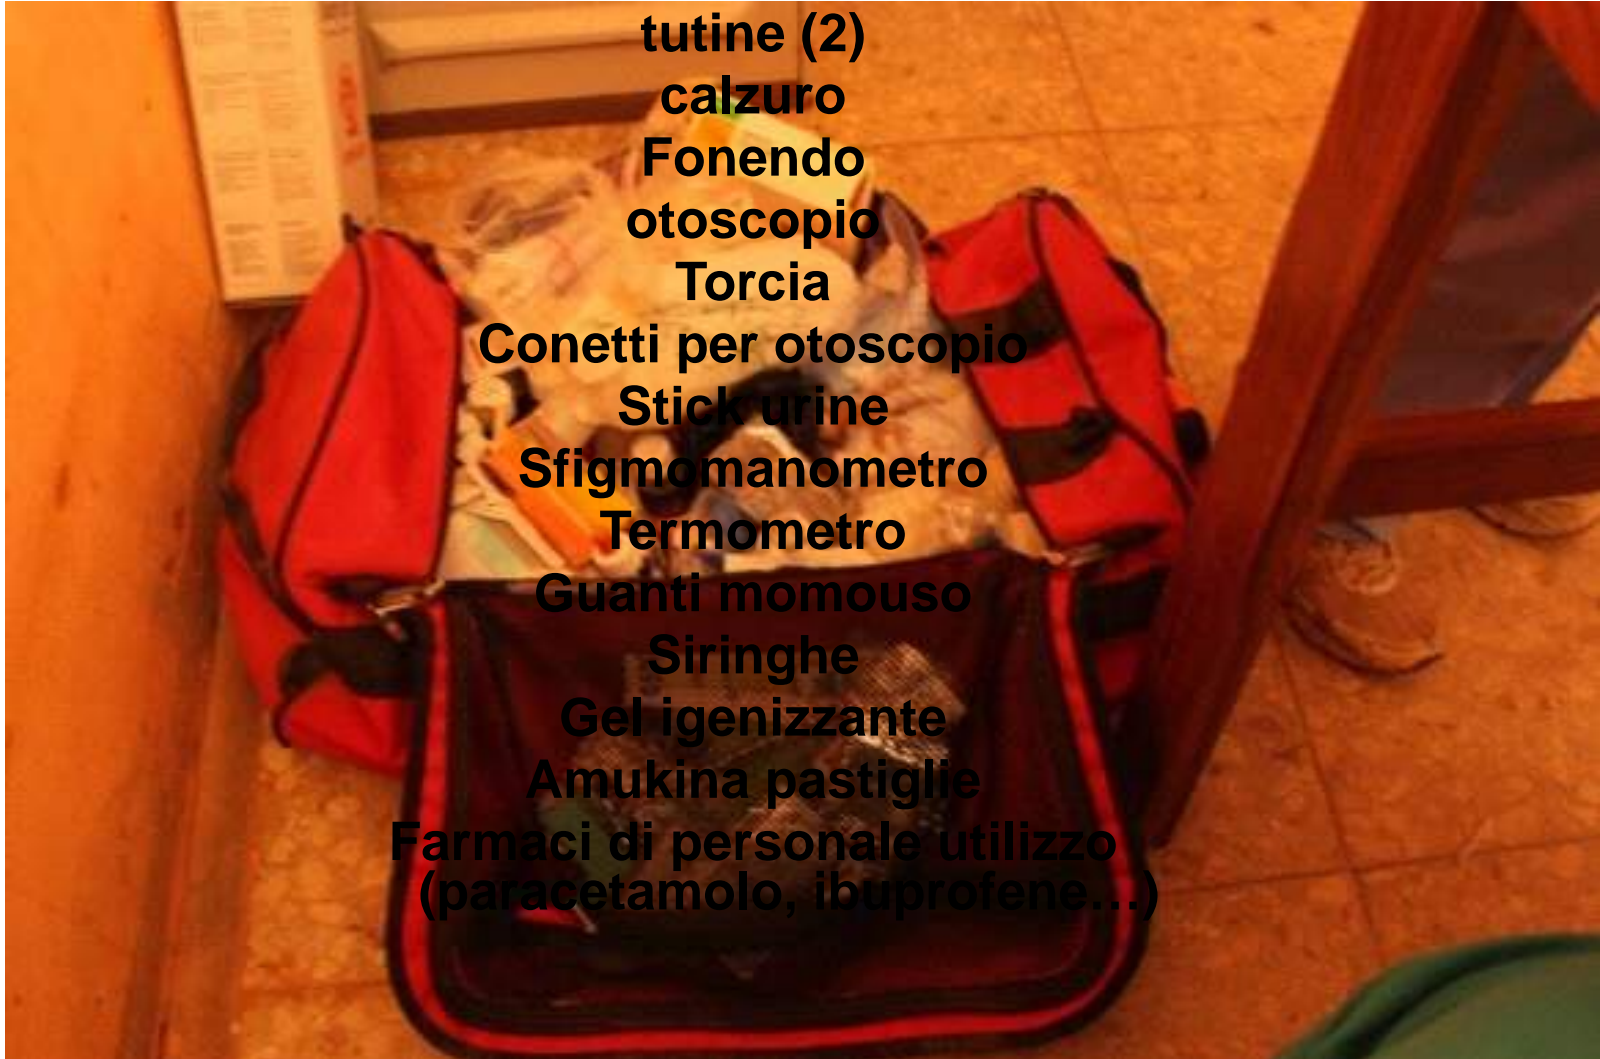 tutine (2)
calzuro
Fonendo
otoscopio
Torcia
Conetti per otoscopio
Stick urine
Sfigmomanometro
Termometro
Guanti momouso
Siringhe
Gel igenizzante
Amukina pastiglie
Farmaci di personale utilizzo
(paracetamolo, ibuprofene…)